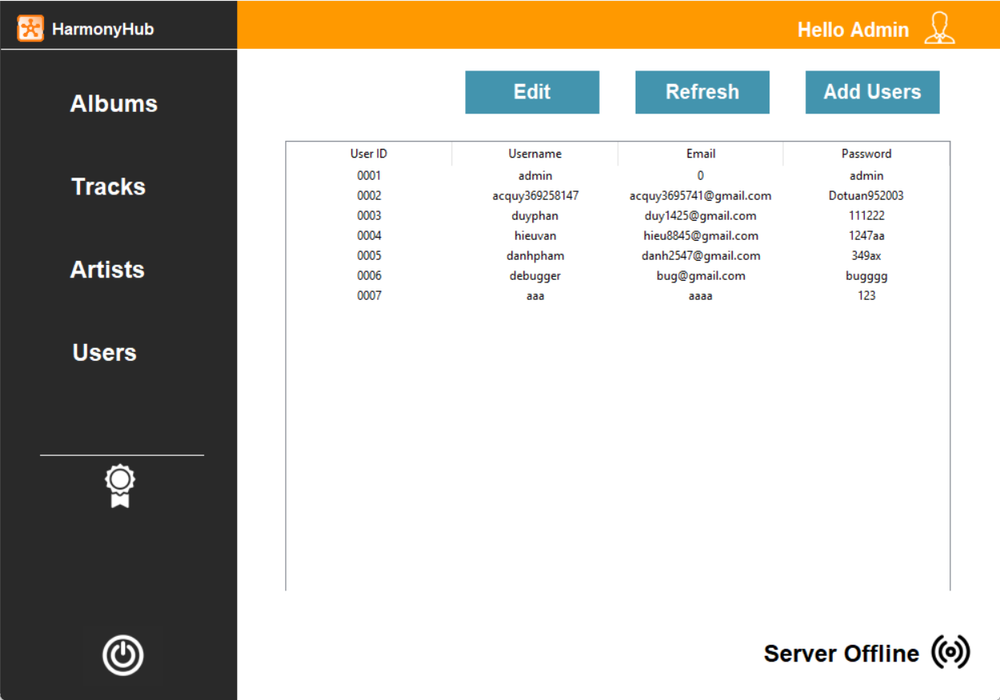 HarmonyHub
Hello Admin
Albums
Tracks
Artists
Users
Edit Refresh Add Users
User ID Username Email Password
0001 admin 0 admin
0002 acquy369258147 acquy3695741@gmail.com Dotuan952003
0003 duyphan duy1425@gmail.com 111222
0004 hieuvan hieu8845@gmail.com 1247aa
0005 danhpham danh2547@gmail.com 349ax
0006 debugger bug@gmail.com bugggg
0007 aaa aaaa 123
Server Offline